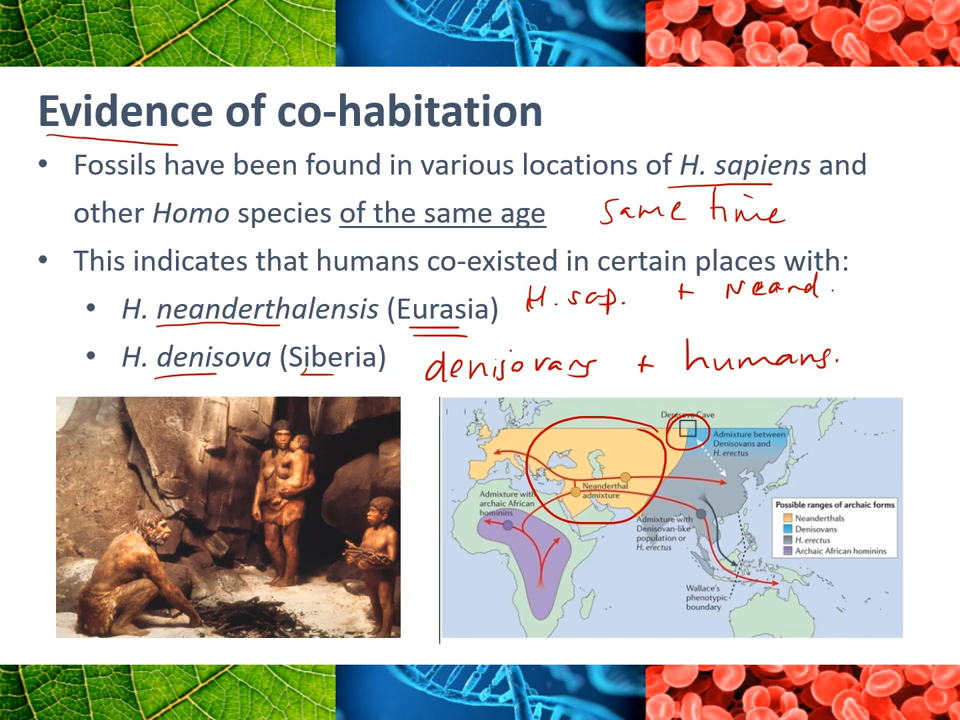 Evidence of co-habitation
• Fossils have been found in various locations of H. sapiens and
other Homo species of the same age
same time
• This indicates that humans co-existed in certain places with:
• H. neanderthalensis (Eurasia)
H. sap. + Neand.
• H. denisova (Siberia)
denisovans + humans.
Denisova Cave
Admixture between
Denisovans and
H. erectus
Neanderthal
admixture
Admixture with
archaic African
hominins
Admixture with
Denisovan-like
population or
H. erectus
Wallace's
phenotypic
boundary
Possible ranges of archaic forms
Neanderthals
Denisovans
H. erectus
Archaic African hominins